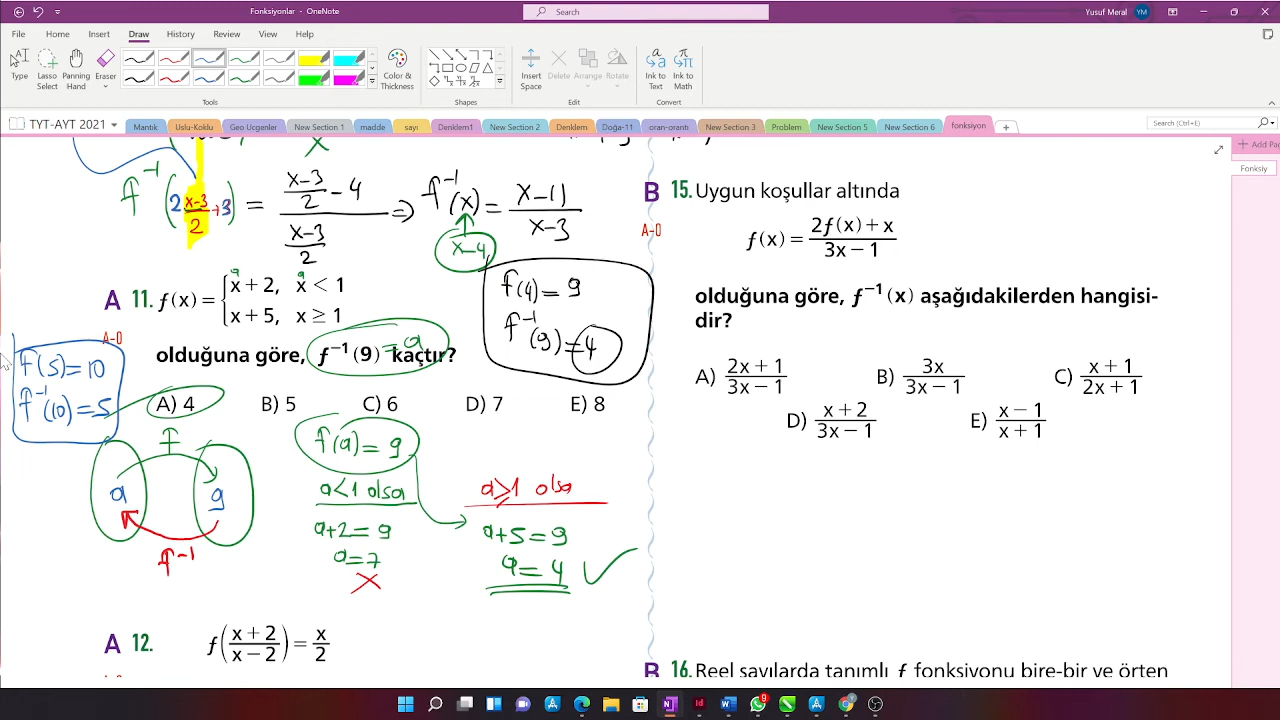 Fonksiyonlar - OneNote
Search
Yusuf Meral YM
File Home Insert Draw History Review View Help
Type
Lasso Select
Panning Hand
Eraser
Color & Thickness
Insert Space
Delete
Arrange
Rotate
Ink to Text
Ink to Math
Tools
Shapes
Edit
Convert
TYT-AYT 2021
Mantık
Uslu-Koklu
Geo Ucgenler
New Section 1
madde
sayı
Denklem1
New Section 2
Denklem
Doğa-11
oran-orantı
New Section 3
Problem
New Section 5
New Section 6
fonksiyon
+
Search (Ctrl+E)
+ Add Pag
Fonksiy
f⁻¹(2 (x-3)/2 +3) = ((x-3)/2 - 4)/((x-3)/2) => f⁻¹(x) = (x-11)/(x-3)
x-4
A 11. f(x) = { x + 2, x < 1
x + 5, x ≥ 1
a a
A-0
olduğuna göre, f⁻¹(9) kaçtır?
= a
f(4) = 9
f⁻¹(9) = 4
f(5) = 10
f⁻¹(10) = 5
A) 4 B) 5 C) 6 D) 7 E) 8
f
a 9
f⁻¹
f(a) = 9
a<1 olsa
a+2 = 9
a = 7
X
a≥1 olsa
a+5 = 9
a = 4 ✓
A 12. f((x + 2)/(x − 2)) = x/2
B 15. Uygun koşullar altında
A-0
f(x) = (2f(x) + x)/(3x − 1)
olduğuna göre, f⁻¹(x) aşağıdakilerden hangisi-
dir?
A) (2x + 1)/(3x − 1) B) 3x/(3x − 1) C) (x + 1)/(2x + 1)
D) (x + 2)/(3x − 1) E) (x − 1)/(x + 1)
B 16. Reel sayılarda tanımlı f fonksiyonu bire-bir ve örten
9